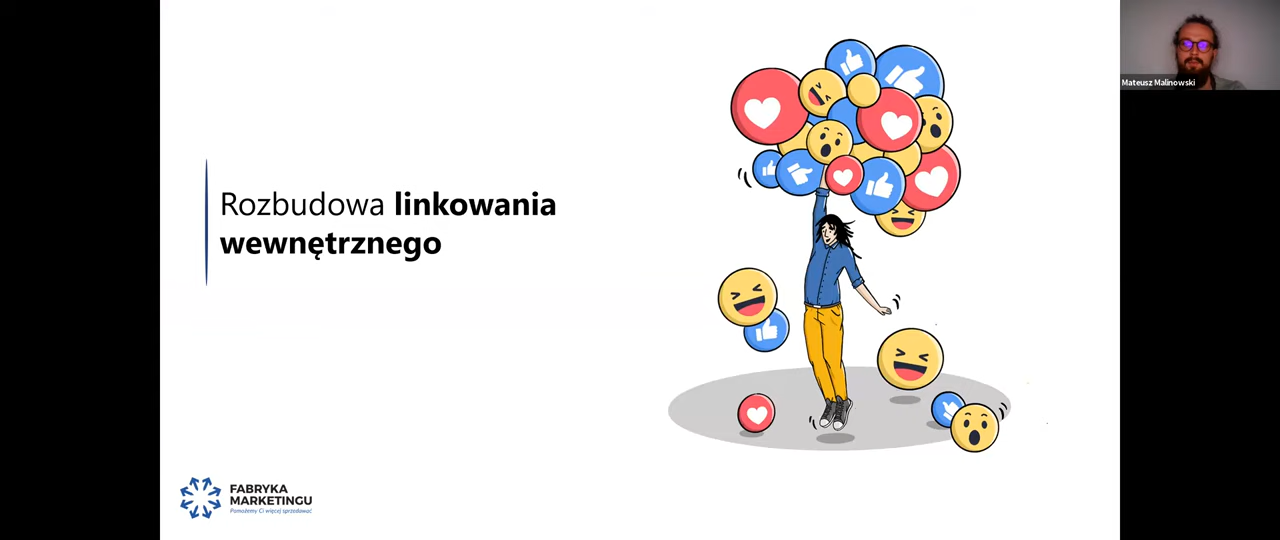 Rozbudowa linkowania
wewnętrznego
FABRYKA
MARKETINGU
Pomożemy Ci więcej sprzedawać
Mateusz Malinowski